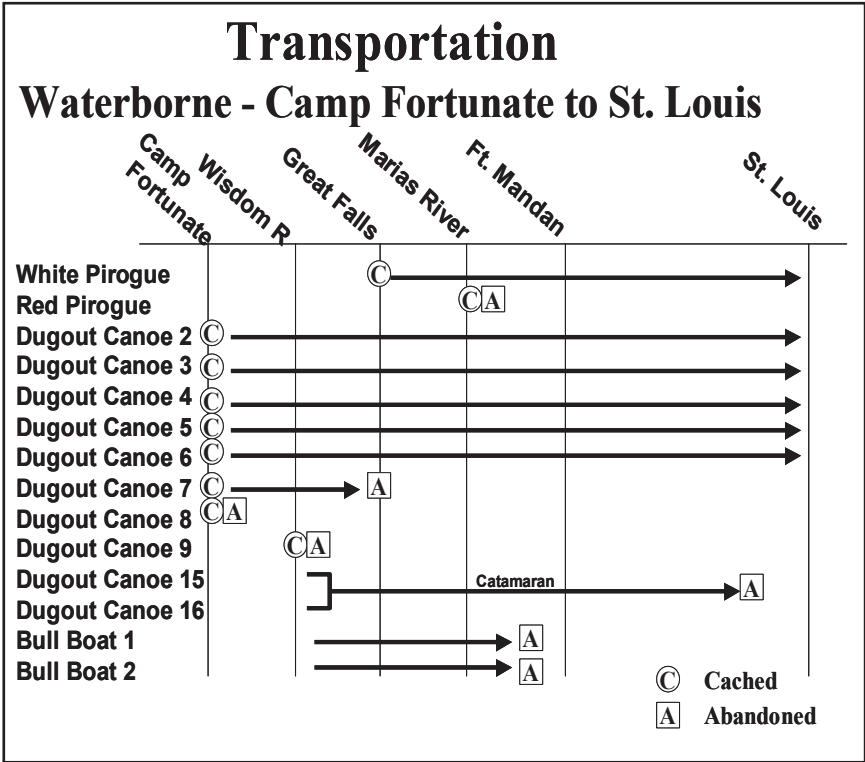 Transportation
Waterborne - Camp Fortunate to St. Louis
Camp
Fortunate
Wisdom R
Great Falls
Marias River
Ft. Mandan
St. Louis
White Pirogue C
Red Pirogue C A
Dugout Canoe 2 C
Dugout Canoe 3 C
Dugout Canoe 4 C
Dugout Canoe 5 C
Dugout Canoe 6 C
Dugout Canoe 7 C A
Dugout Canoe 8 C A
Dugout Canoe 9 C A
Dugout Canoe 15 Catamaran A
Dugout Canoe 16
Bull Boat 1 A
Bull Boat 2 A
C Cached
A Abandoned